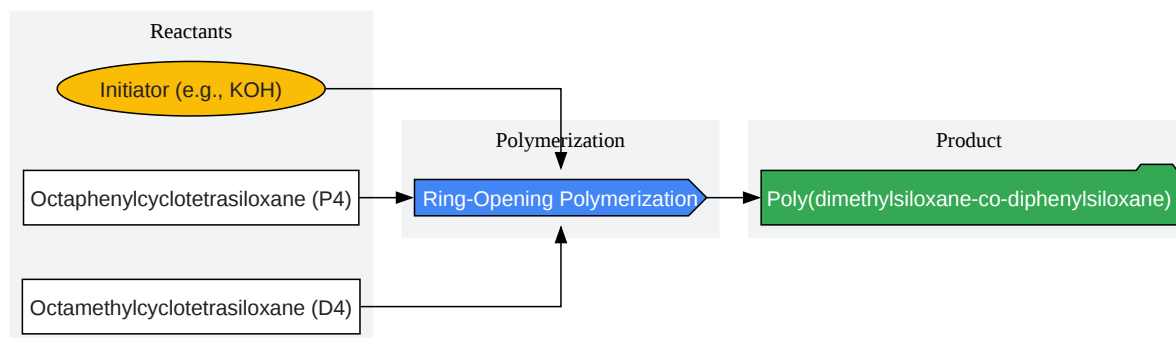 Reactants
Initiator (e.g., KOH)
Polymerization
Product
Octaphenylcyclotetrasiloxane (P4)
Ring-Opening Polymerization
Poly(dimethylsiloxane-co-diphenylsiloxane)
Octamethylcyclotetrasiloxane (D4)